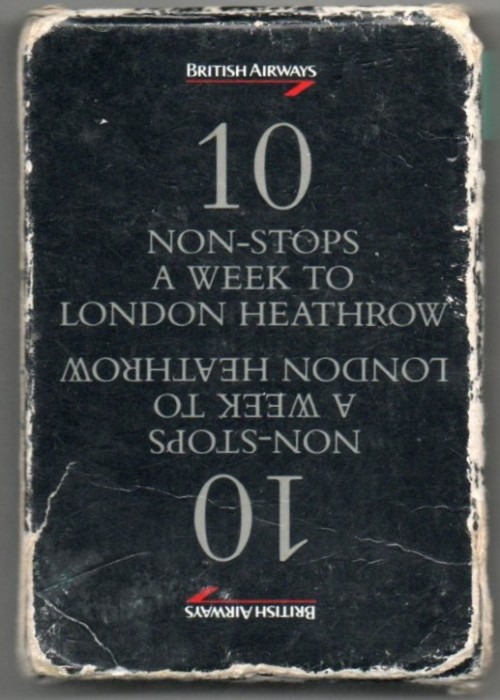 BRITISH AIRWAYS
10
NON-STOPS
A WEEK TO
LONDON HEATHROW
LONDON HEATHROW
A WEEK TO
NON-STOPS
10
BRITISH AIRWAYS